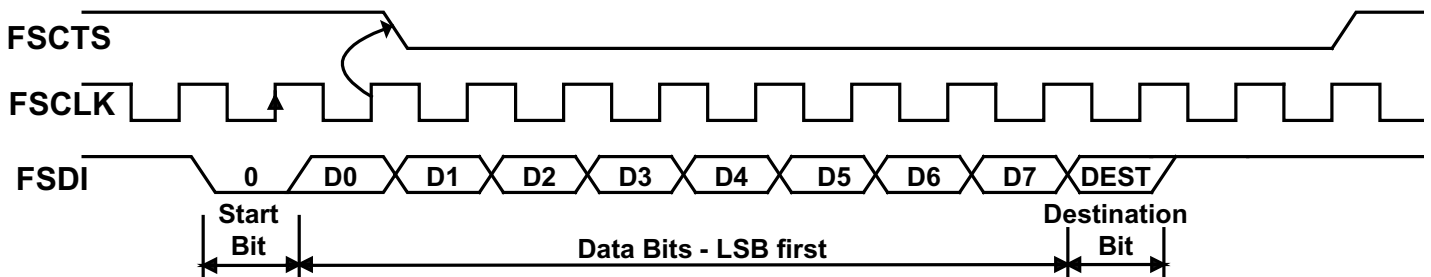 FSCTS
FSCLK
FSDI
0 D0 D1 D2 D3 D4 D5 D6 D7 DEST
Start
Bit
Data Bits - LSB first
Destination
Bit